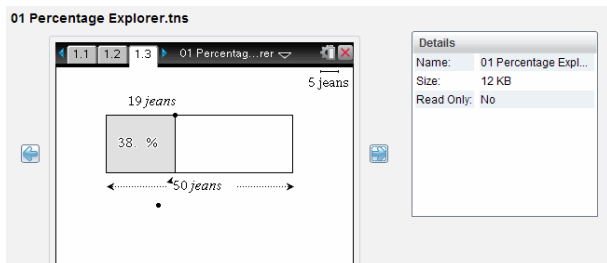 01 Percentage Explorer.tns
1.1 1.2 1.3 01 Percentag...rer
5 jeans
19 jeans
38. %
50 jeans
Details
Name: 01 Percentage Expl...
Size: 12 KB
Read Only: No